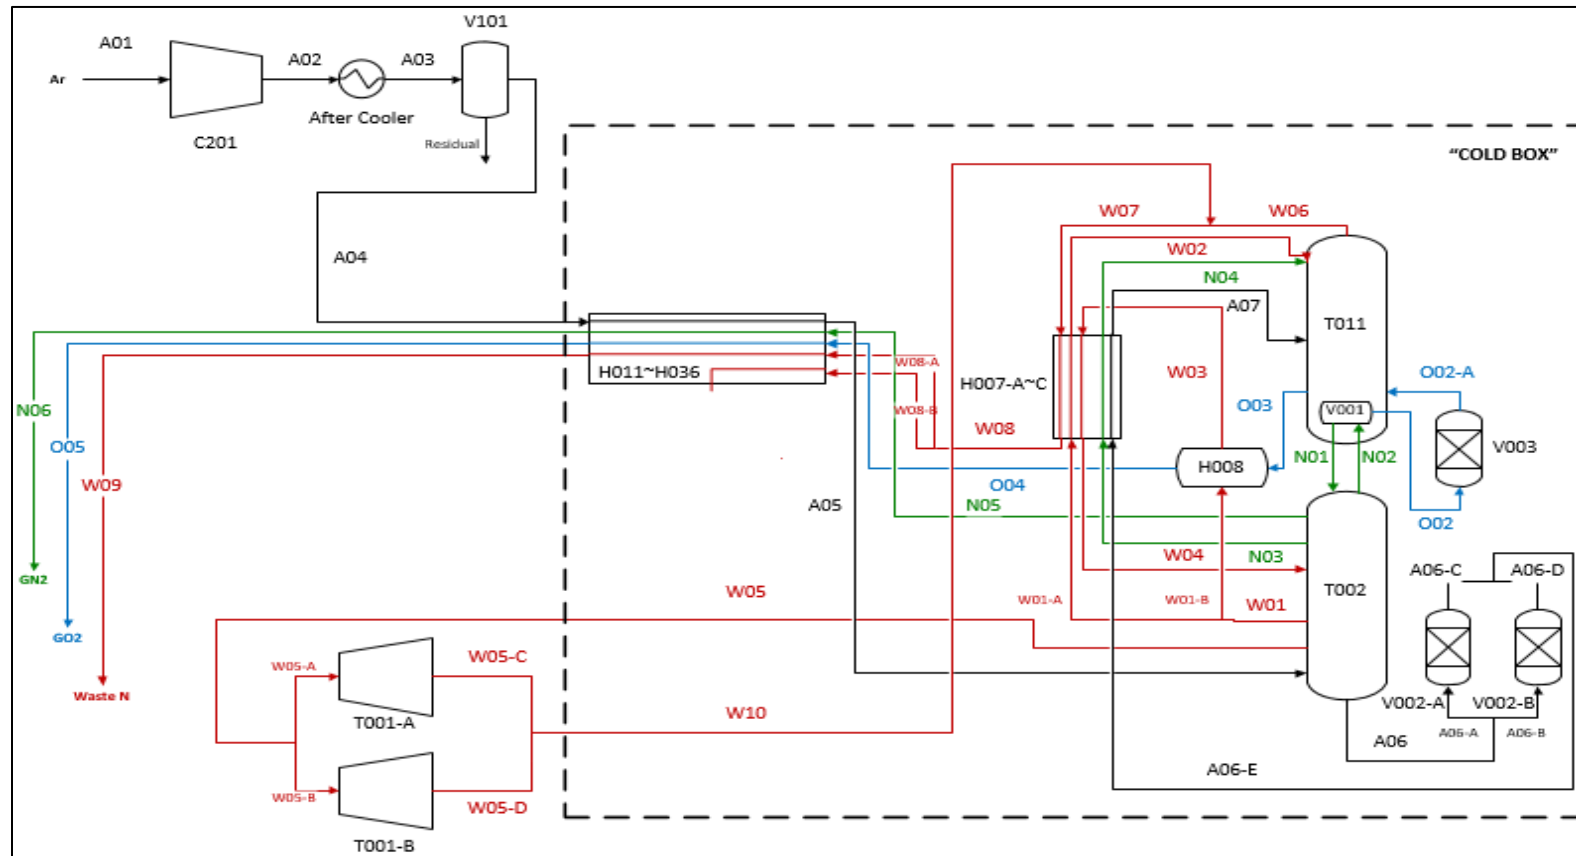 V101
A01
A02
A03
Ar
After Cooler
C201
Residual
"COLD BOX"
W07
W06
W02
N04
A04
A07
T011
H011~H036
W08-A
H007-A~C
W03
O02-A
N06
W08-B
O03
V001
O05
W08
N01
N02
V003
H008
W09
O04
A05
N05
O02
W04
N03
GN2
A06-C
A06-D
W05
W01-A
W01-B
W01
T002
GO2
W05-A
W05-C
Waste N
V002-A
V002-B
W10
T001-A
A06
A06-A
A06-B
A06-E
W05-B
W05-D
T001-B